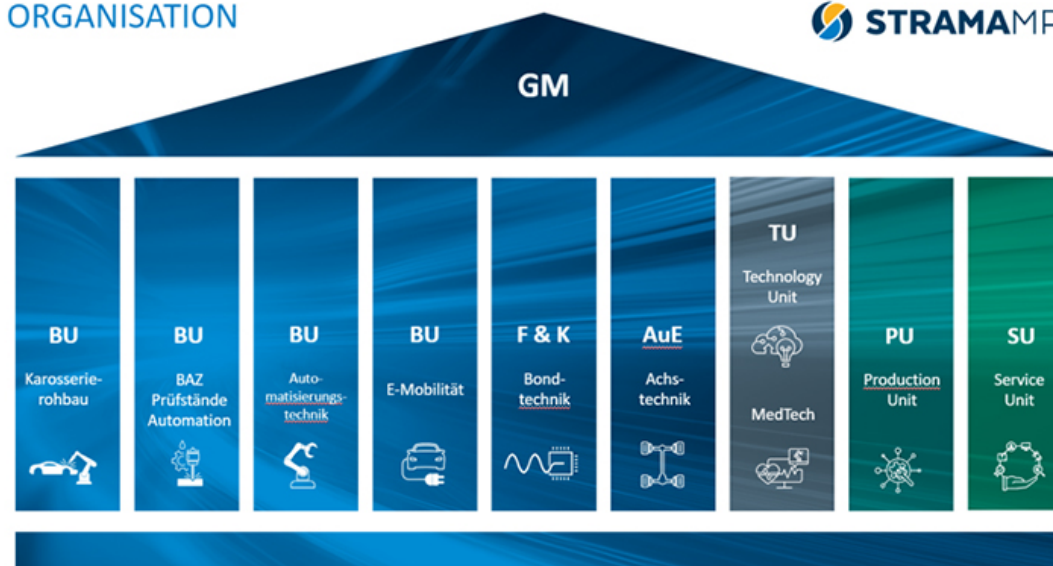 ORGANISATION
STRAMAMP
GM
BU
Karosserie-
rohbau
BU
BAZ
Prüfstände
Automation
BU
Auto-
matisierungs-
technik
BU
E-Mobilität
F & K
Bond-
technik
AuE
Achs-
technik
TU
Technology
Unit
MedTech
PU
Production
Unit
SU
Service
Unit